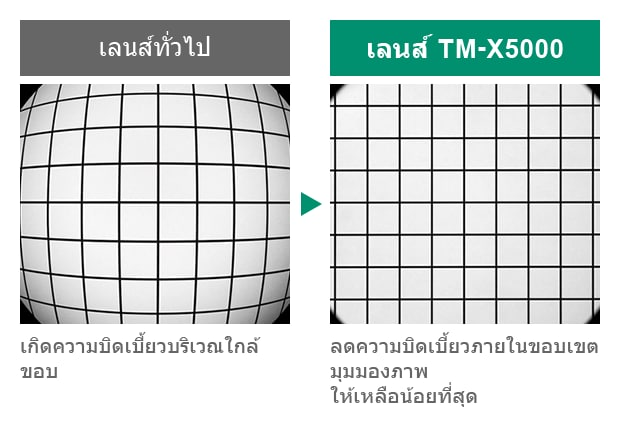 เลนส์ทั่วไป
เลนส์ TM-X5000
เกิดความบิดเบี้ยวบริเวณใกล้
ขอบ
ลดความบิดเบี้ยวภายในขอบเขต
มุมมองภาพ
ให้เหลือน้อยที่สุด